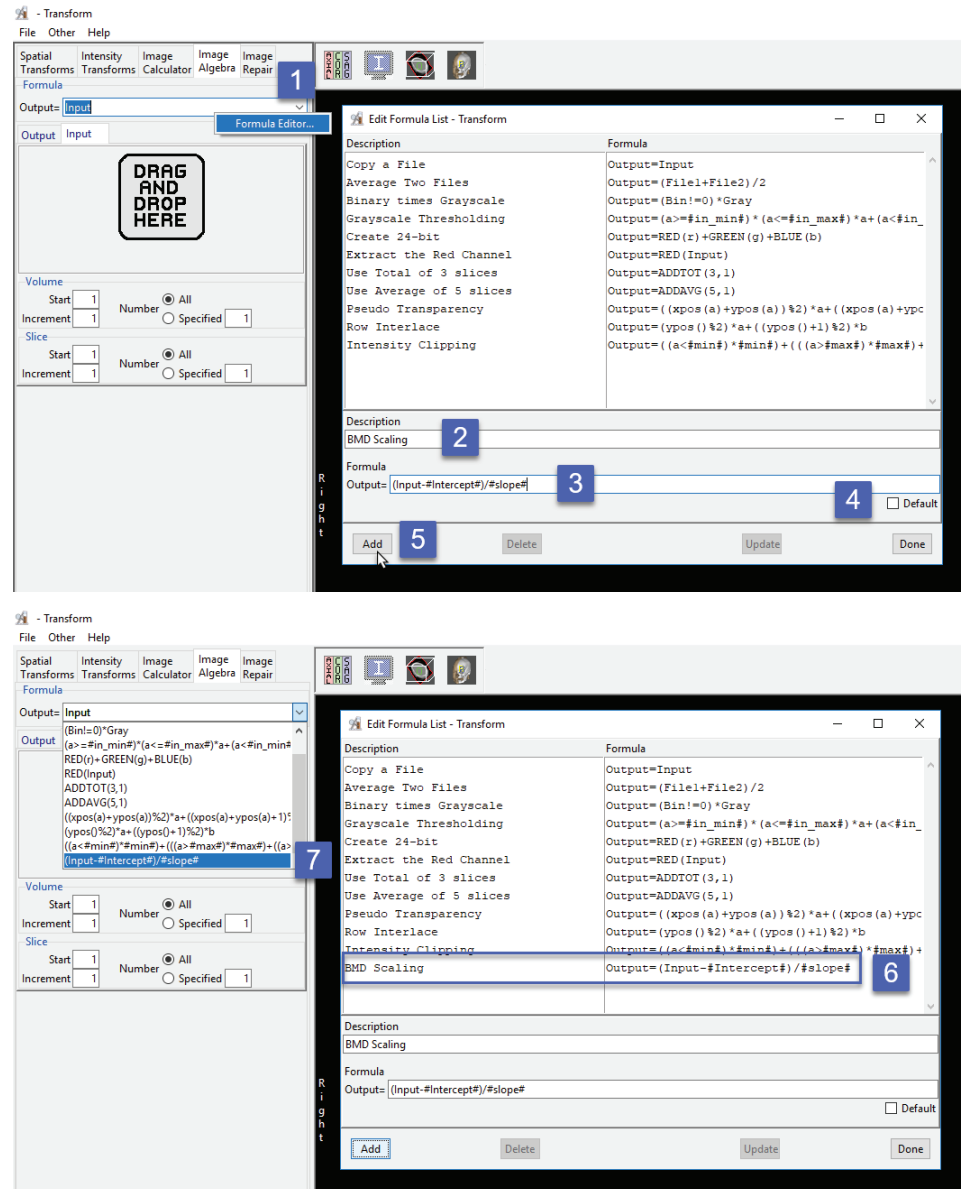 - Transform
File Other Help
Spatial Transforms Intensity Transforms Image Calculator Image Algebra Image Repair
1
Formula
Output= Input
Formula Editor...
Output Input
DRAG
AND
DROP
HERE
Volume
Start 1
Number All
Increment 1
Specified 1
Slice
Start 1
Number All
Increment 1
Specified 1
Right
Edit Formula List - Transform
Description Formula
Copy a File Output=Input
Average Two Files Output=(File1+File2)/2
Binary times Grayscale Output=(Bin!=0)*Gray
Grayscale Thresholding Output=(a>=#in_min#)*(a<=#in_max#)*a+(a<#in_
Create 24-bit Output=RED(r)+GREEN(g)+BLUE(b)
Extract the Red Channel Output=RED(Input)
Use Total of 3 slices Output=ADDTOT(3,1)
Use Average of 5 slices Output=ADDAVG(5,1)
Pseudo Transparency Output=((xpos(a)+ypos(a))%2)*a+((xpos(a)+ypc
Row Interlace Output=(ypos()%2)*a+((ypos()+1)%2)*b
Intensity Clipping Output=((a<#min#)*#min#)+(((a>#max#)*#max#)+
Description
BMD Scaling 2
Formula
Output= (Input-#Intercept#)/#slope# 3
4 Default
Add 5 Delete Update Done
- Transform
File Other Help
Spatial Transforms Intensity Transforms Image Calculator Image Algebra Image Repair
Formula
Output= Input
Output
(Bin!=0)*Gray
(a>=#in_min#)*(a<=#in_max#)*a+(a<#in_min#
RED(r)+GREEN(g)+BLUE(b)
RED(Input)
ADDTOT(3,1)
ADDAVG(5,1)
((xpos(a)+ypos(a))%2)*a+((xpos(a)+ypos(a)+1)%
(ypos()%2)*a+((ypos()+1)%2)*b
((a<#min#)*#min#)+(((a>#max#)*#max#)+((a>
(Input-#Intercept#)/#slope# 7
Volume
Start 1
Number All
Increment 1
Specified 1
Slice
Start 1
Number All
Increment 1
Specified 1
Right
Edit Formula List - Transform
Description Formula
Copy a File Output=Input
Average Two Files Output=(File1+File2)/2
Binary times Grayscale Output=(Bin!=0)*Gray
Grayscale Thresholding Output=(a>=#in_min#)*(a<=#in_max#)*a+(a<#in_
Create 24-bit Output=RED(r)+GREEN(g)+BLUE(b)
Extract the Red Channel Output=RED(Input)
Use Total of 3 slices Output=ADDTOT(3,1)
Use Average of 5 slices Output=ADDAVG(5,1)
Pseudo Transparency Output=((xpos(a)+ypos(a))%2)*a+((xpos(a)+ypc
Row Interlace Output=(ypos()%2)*a+((ypos()+1)%2)*b
Intensity Clipping Output=((a<#min#)*#min#)+(((a>#max#)*#max#)+
BMD Scaling Output=(Input-#Intercept#)/#slope# 6
Description
BMD Scaling
Formula
Output= (Input-#Intercept#)/#slope#
Default
Add Delete Update Done